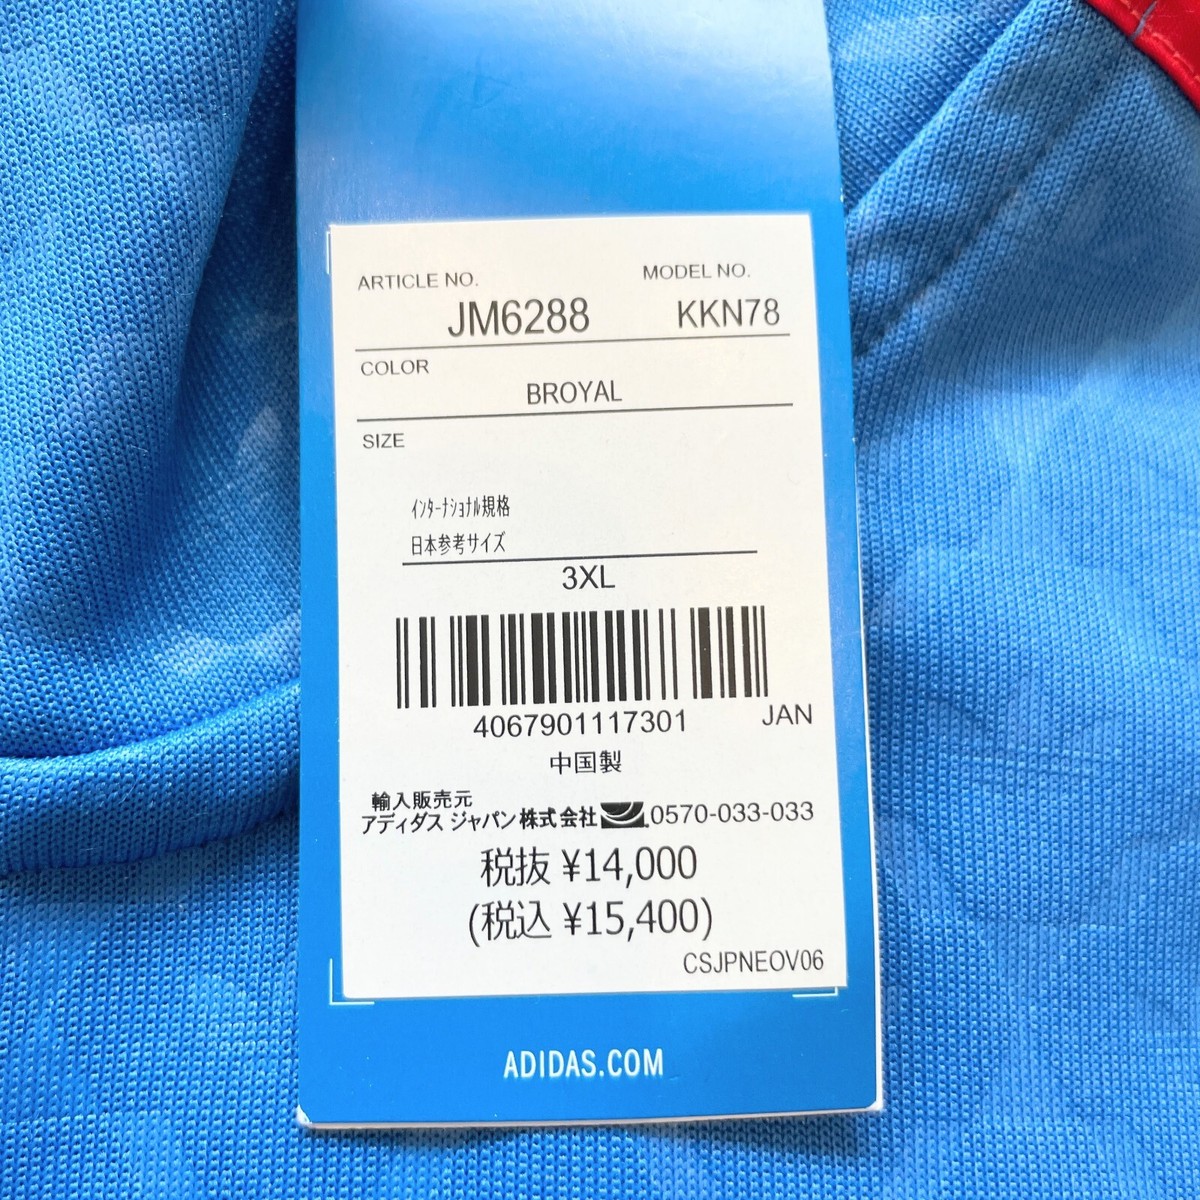 ARTICLE NO. MODEL NO.
JM6288 KKN78
COLOR
BROYAL
SIZE
インターナショナル規格
日本参考サイズ
3XL
4067901117301 JAN
中国製
輸入販売元
アディダス ジャパン株式会社 0570-033-033
税抜 ¥14,000
(税込 ¥15,400)
CSJPNEOV06
ADIDAS.COM